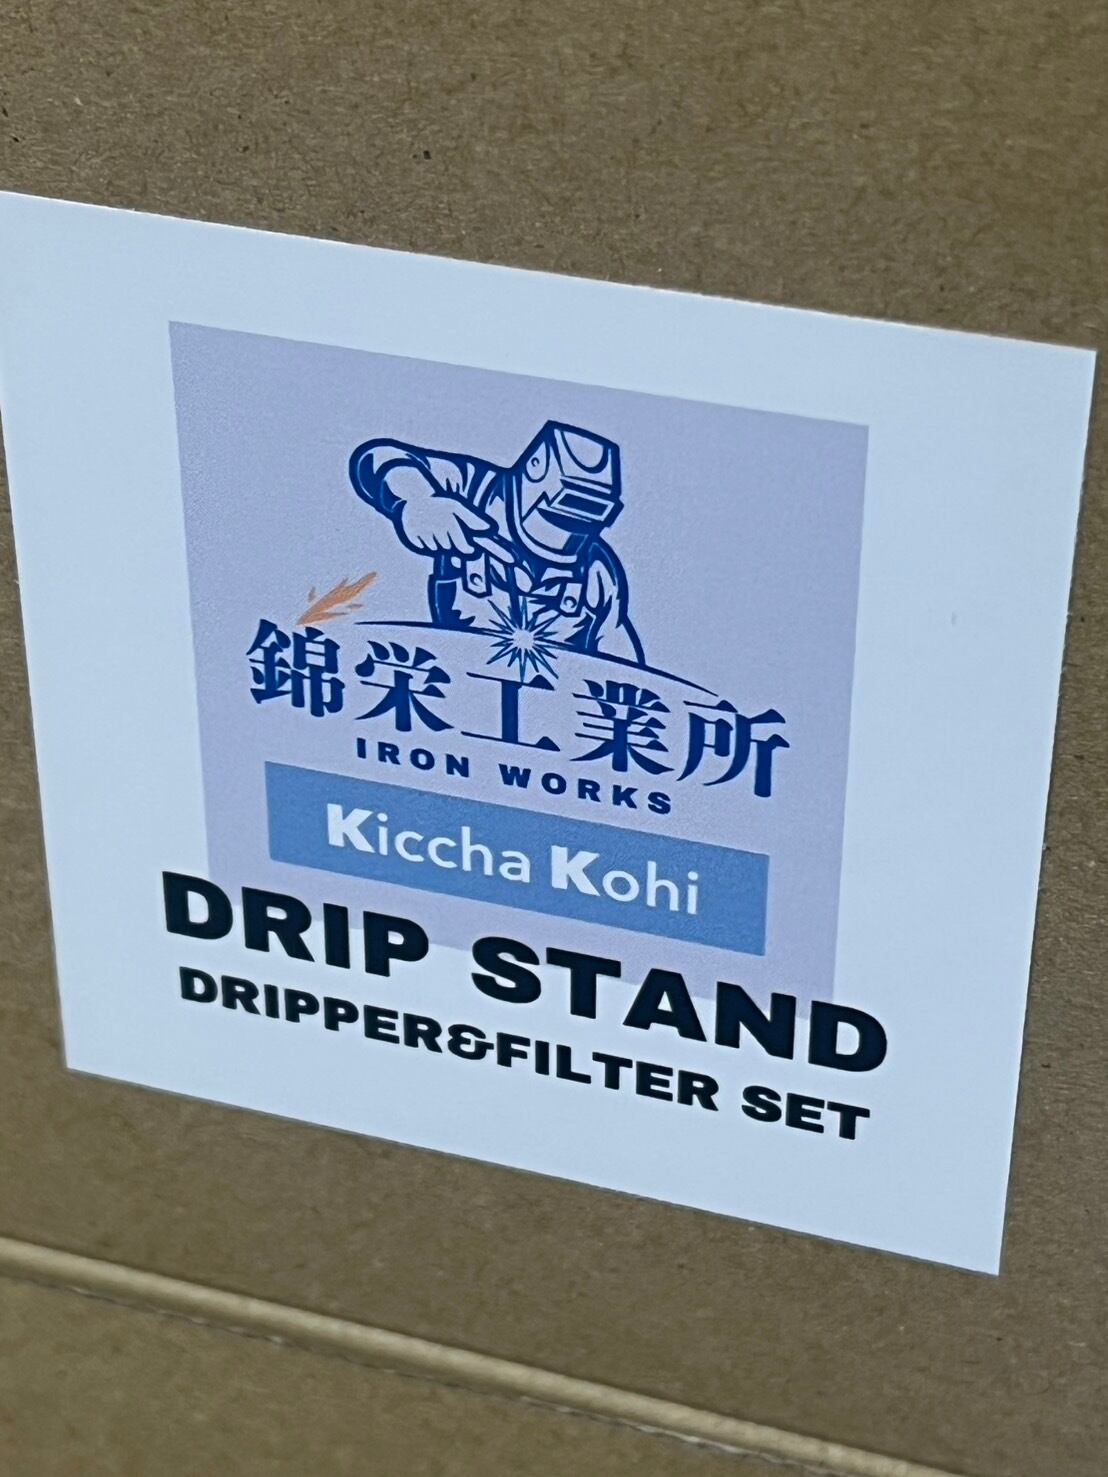 錦栄工業所
IRON WORKS
Kiccha Kohi
DRIP STAND
DRIPPER&FILTER SET